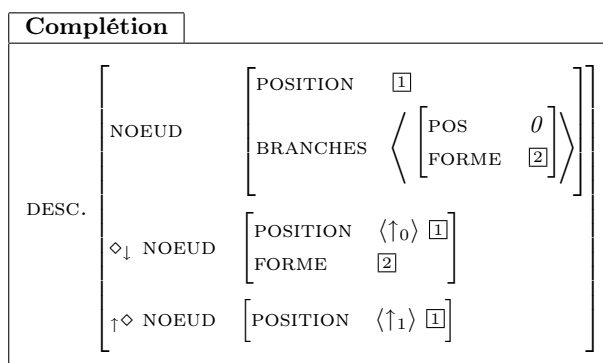 Complétion
POSITION 1
NOEUD
BRANCHES ⟨ [POS 0
FORME 2] ⟩
DESC.
◇↓ NOEUD [POSITION ⟨↑0⟩ 1
FORME 2]
↑◇ NOEUD [POSITION ⟨↑1⟩ 1]